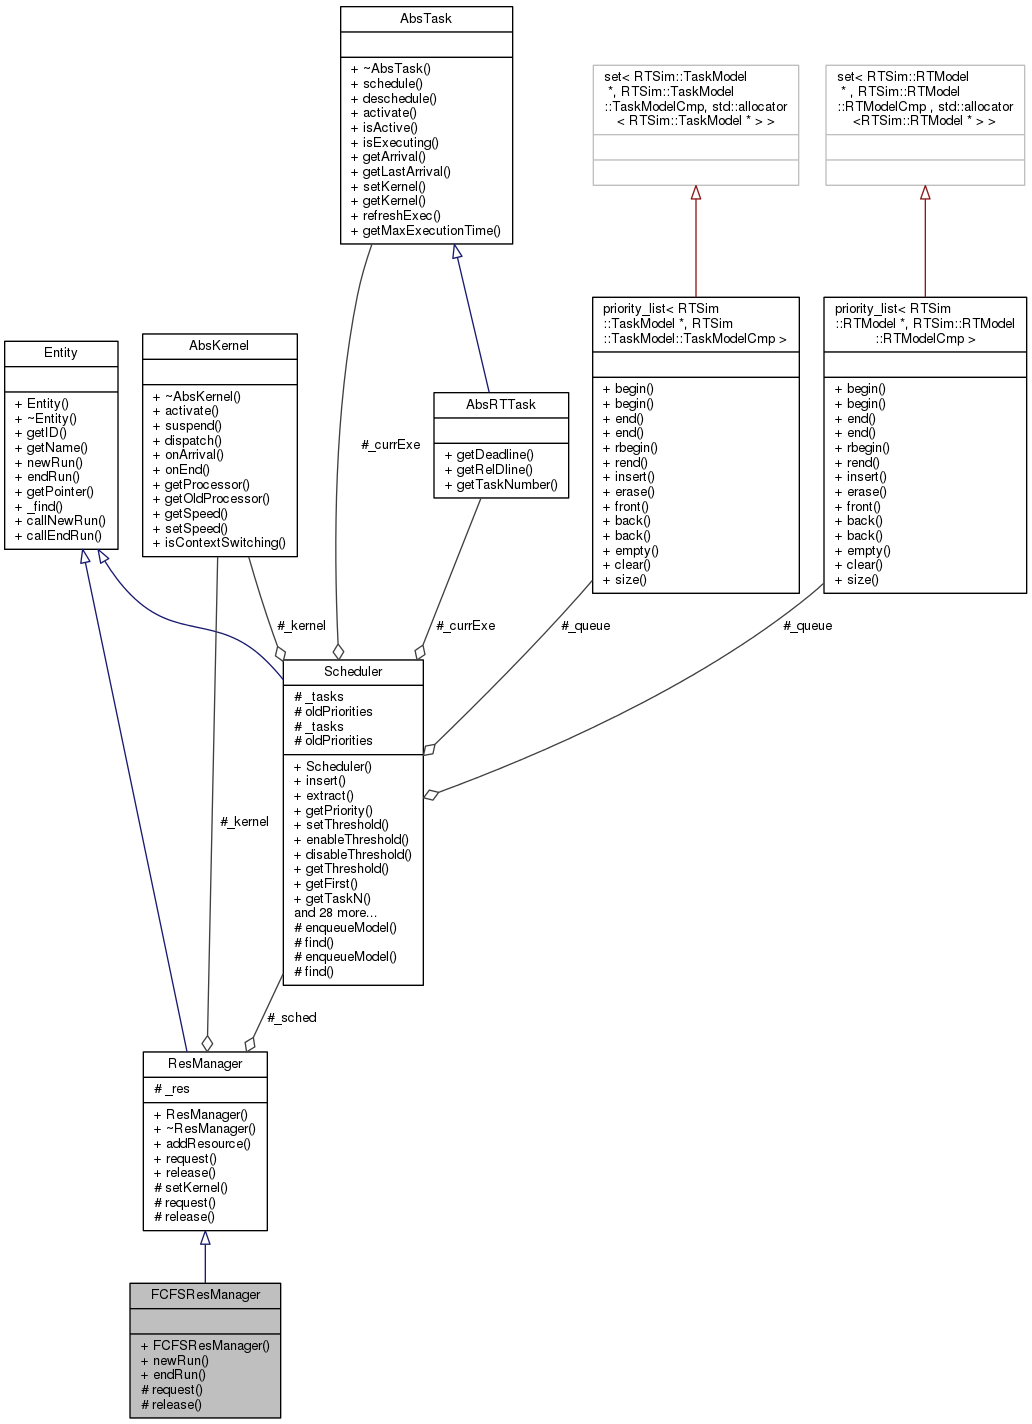 AbsTask
+ ~AbsTask()
+ schedule()
+ deschedule()
+ activate()
+ isActive()
+ isExecuting()
+ getArrival()
+ getLastArrival()
+ setKernel()
+ getKernel()
+ refreshExec()
+ getMaxExecutionTime()
set< RTSim::TaskModel
*, RTSim::TaskModel
::TaskModelCmp, std::allocator
< RTSim::TaskModel * > >
set< RTSim::RTModel
* , RTSim::RTModel
::RTModelCmp , std::allocator
<RTSim::RTModel * > >
priority_list< RTSim
::TaskModel *, RTSim
::TaskModel::TaskModelCmp >
+ begin()
+ begin()
+ end()
+ end()
+ rbegin()
+ rend()
+ insert()
+ erase()
+ front()
+ back()
+ back()
+ empty()
+ clear()
+ size()
priority_list< RTSim
::RTModel *, RTSim::RTModel
::RTModelCmp >
+ begin()
+ begin()
+ end()
+ end()
+ rbegin()
+ rend()
+ insert()
+ erase()
+ front()
+ back()
+ back()
+ empty()
+ clear()
+ size()
Entity
+ Entity()
+ ~Entity()
+ getID()
+ getName()
+ newRun()
+ endRun()
+ getPointer()
+ _find()
+ callNewRun()
+ callEndRun()
AbsKernel
+ ~AbsKernel()
+ activate()
+ suspend()
+ dispatch()
+ onArrival()
+ onEnd()
+ getProcessor()
+ getOldProcessor()
+ getSpeed()
+ setSpeed()
+ isContextSwitching()
AbsRTTask
+ getDeadline()
+ getRelDline()
+ getTaskNumber()
#_currExe
#_kernel
#_currExe
#_queue
#_queue
Scheduler
# _tasks
# oldPriorities
# _tasks
# oldPriorities
+ Scheduler()
+ insert()
+ extract()
+ getPriority()
+ setThreshold()
+ enableThreshold()
+ disableThreshold()
+ getThreshold()
+ getFirst()
+ getTaskN()
and 28 more...
# enqueueModel()
# find()
# enqueueModel()
# find()
#_kernel
#_sched
ResManager
# _res
+ ResManager()
+ ~ResManager()
+ addResource()
+ request()
+ release()
# setKernel()
# request()
# release()
FCFSResManager
+ FCFSResManager()
+ newRun()
+ endRun()
# request()
# release()